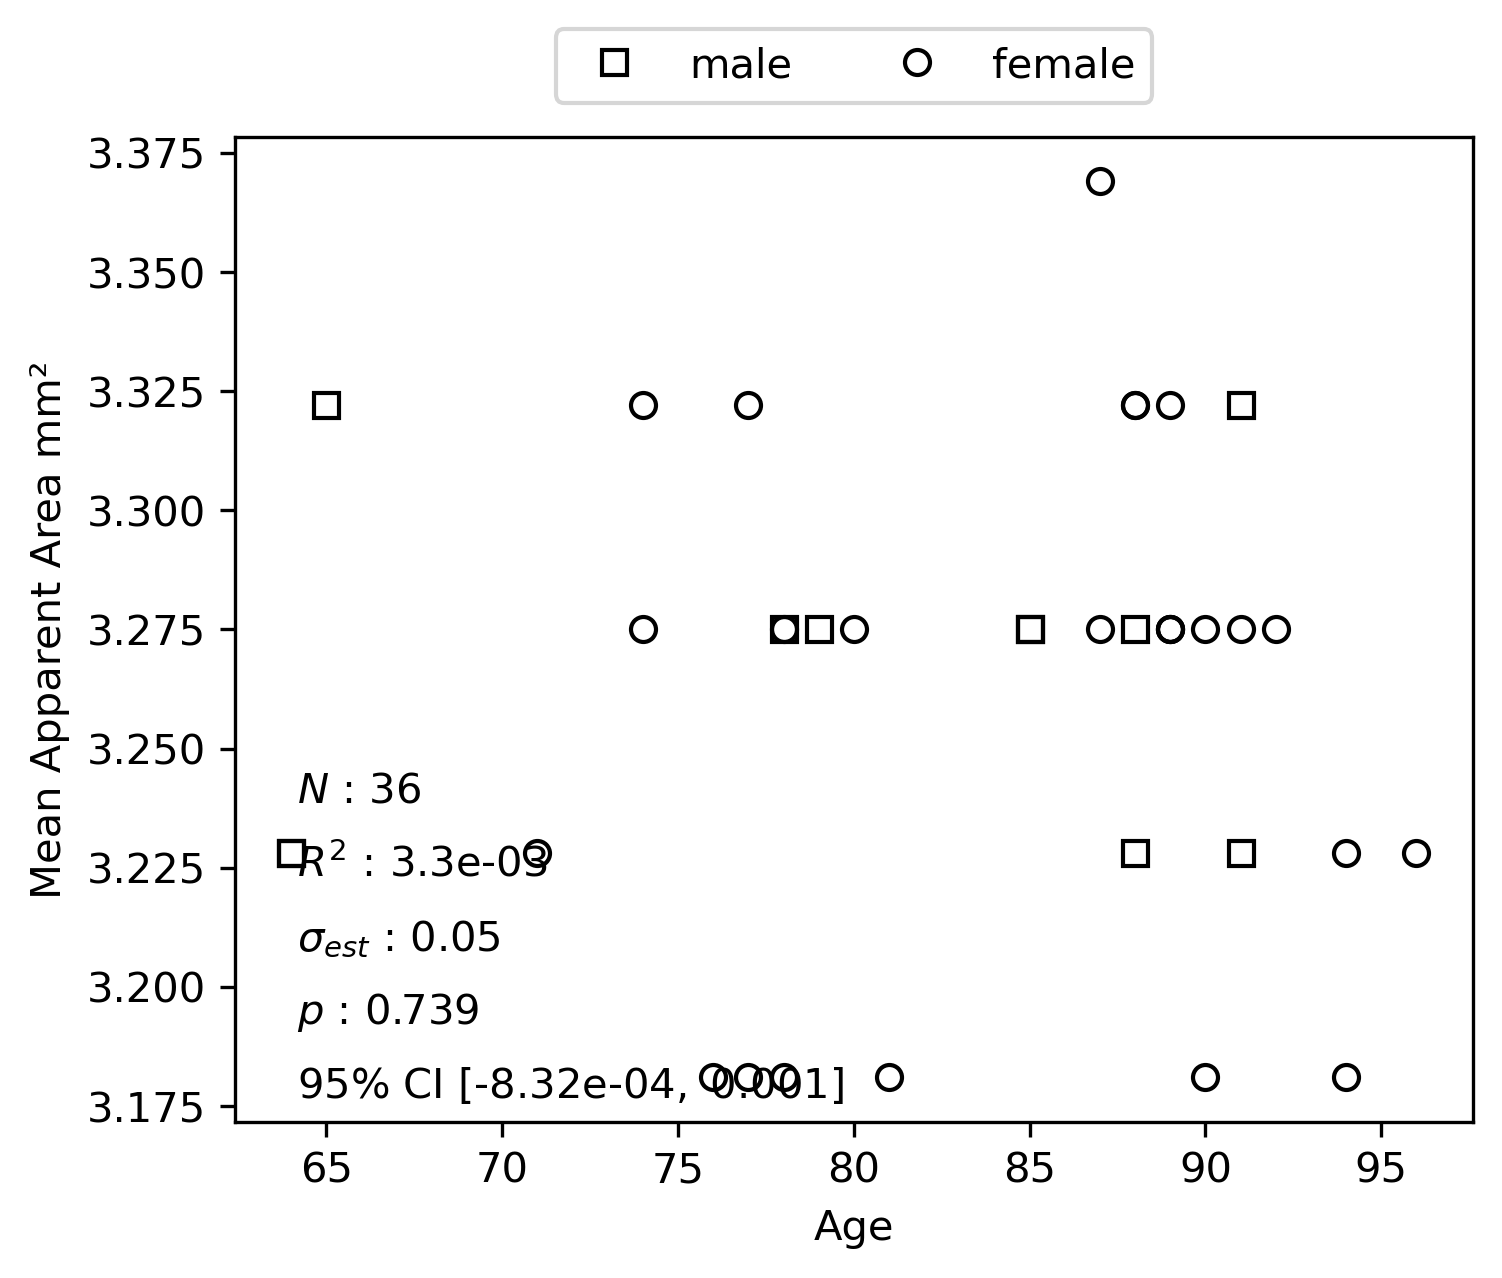 male female
3.375
3.350
3.325
3.300
3.275
3.250
3.225
3.200
3.175
Mean Apparent Area mm²
N : 36
R² : 3.3e-03
σest : 0.05
p : 0.739
95% CI [-8.32e-04, 0.001]
65 70 75 80 85 90 95
Age